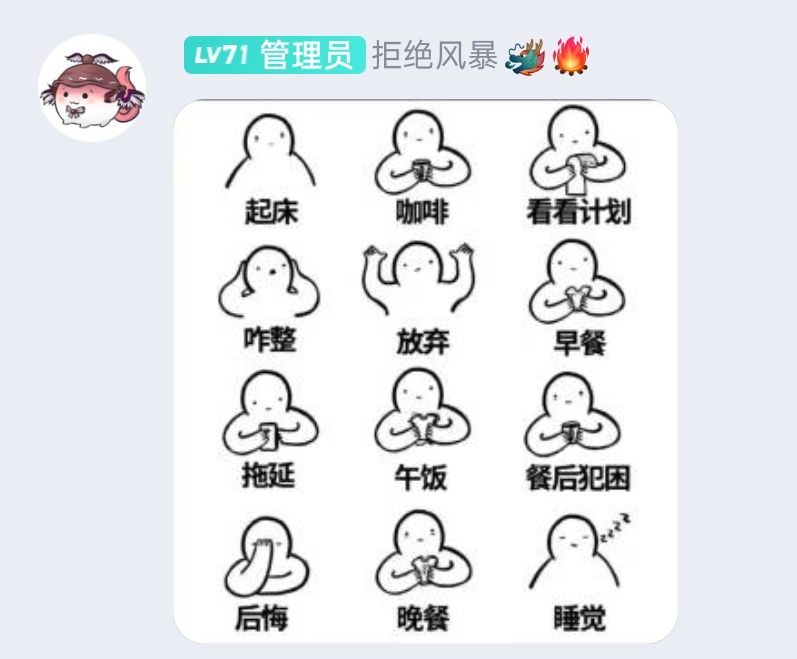 LV71 管理员 拒绝风暴🐲🔥
起床 咖啡 看看计划
咋整 放弃 早餐
拖延 午饭 餐后犯困
后悔 晚餐 睡觉
zzzz